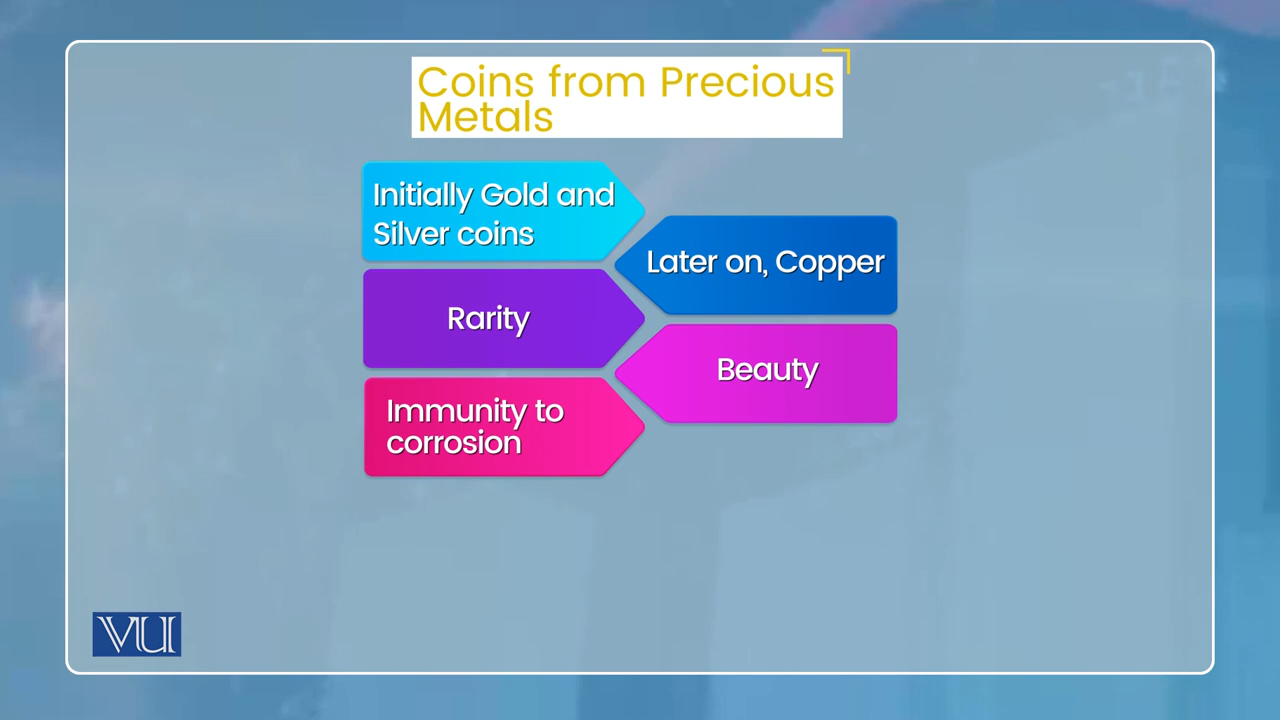 Coins from Precious
Metals
Initially Gold and
Silver coins
Later on, Copper
Rarity
Beauty
Immunity to
corrosion
VU